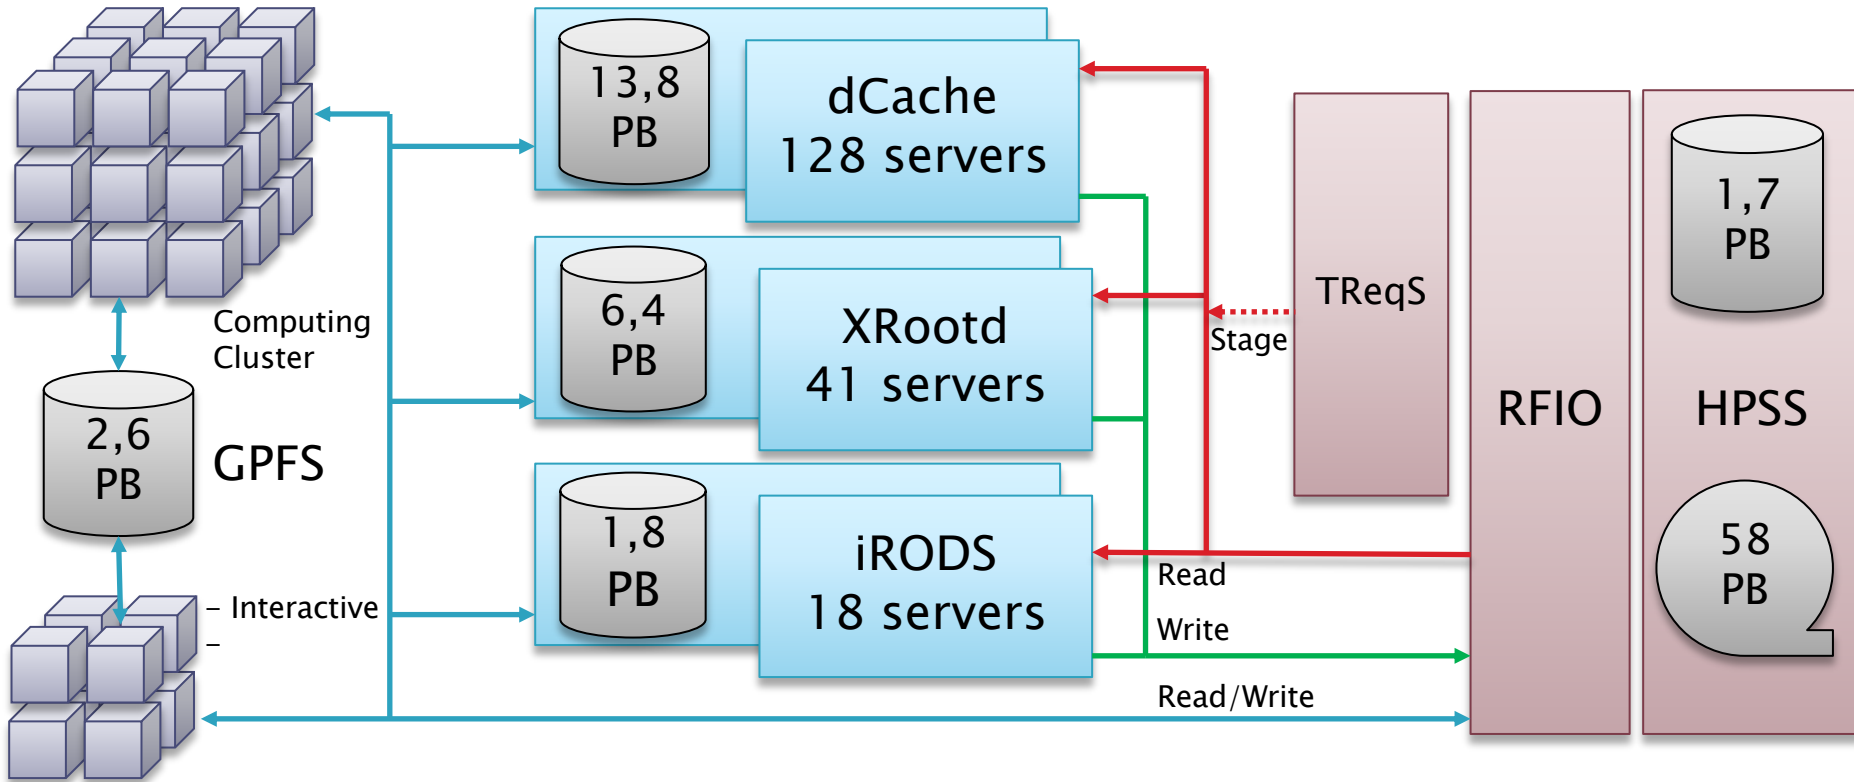 13,8
PB
dCache
128 servers
6,4
PB
XRootd
41 servers
1,8
PB
iRODS
18 servers
Computing
Cluster
2,6
PB
GPFS
– Interactive
–
Stage
Read
Write
Read/Write
TReqS
RFIO
1,7
PB
HPSS
58
PB